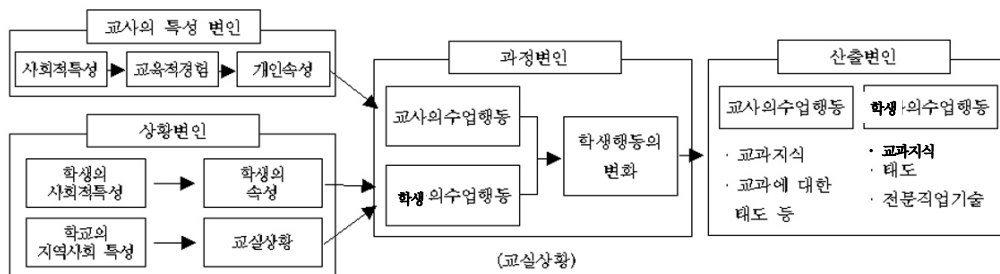 교사의 특성 변인
사회적특성
교육적경험
개인속성
상황변인
학생의
사회적특성
학생의
속성
학교의
지역사회 특성
교실상황
과정변인
교사의수업행동
학생의수업행동
학생행동의
변화
(교실상황)
산출변인
교사의수업행동
· 교과지식
· 교과에 대한
태도 등
학생의수업행동
· 교과지식
· 태도
· 전문직업기술